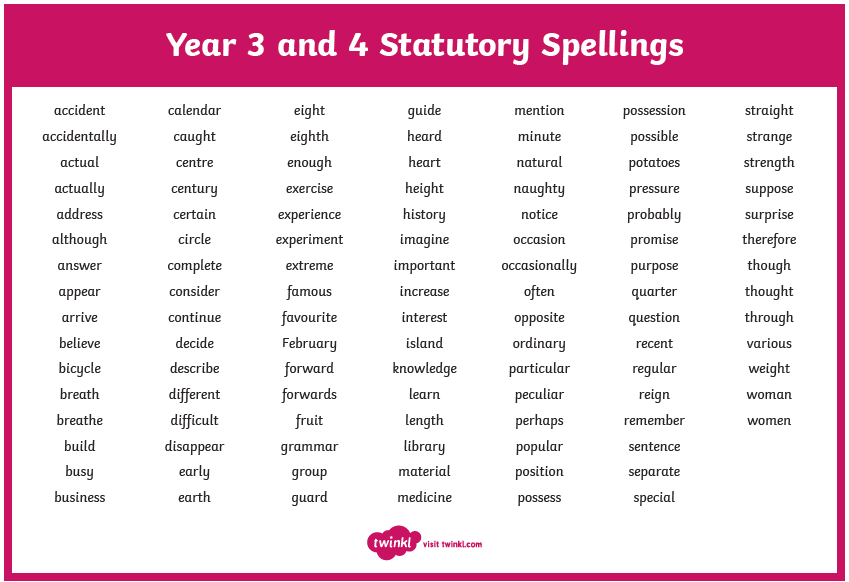 Year 3 and 4 Statutory Spellings
accident calendar eight guide mention possession straight
accidentally caught eighth heard minute possible strange
actual centre enough heart natural potatoes strength
actually century exercise height naughty pressure suppose
address certain experience history notice probably surprise
although circle experiment imagine occasion promise therefore
answer complete extreme important occasionally purpose though
appear consider famous increase often quarter thought
arrive continue favourite interest opposite question through
believe decide February island ordinary recent various
bicycle describe forward knowledge particular regular weight
breath different forwards learn peculiar reign woman
breathe difficult fruit length perhaps remember women
build disappear grammar library popular sentence
busy early group material position separate
business earth guard medicine possess special
twinkl visit twinkl.com